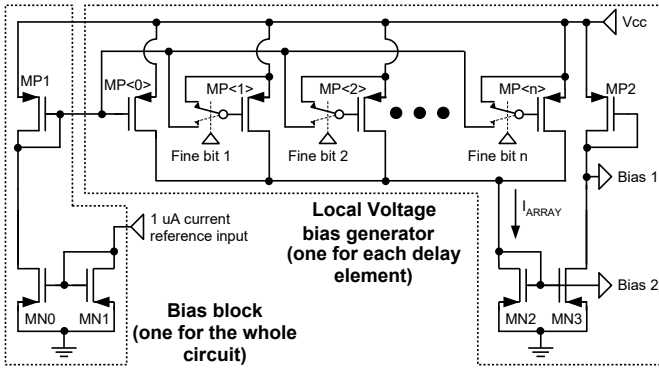 Vcc
MP1
MP<0>
MP<1>
MP<2>
MP<n>
MP2
Fine bit 1
Fine bit 2
Fine bit n
Bias 1
1 uA current
reference input
Local Voltage
bias generator
(one for each delay
element)
IARRAY
Bias block
(one for the whole
circuit)
Bias 2
MN0
MN1
MN2
MN3